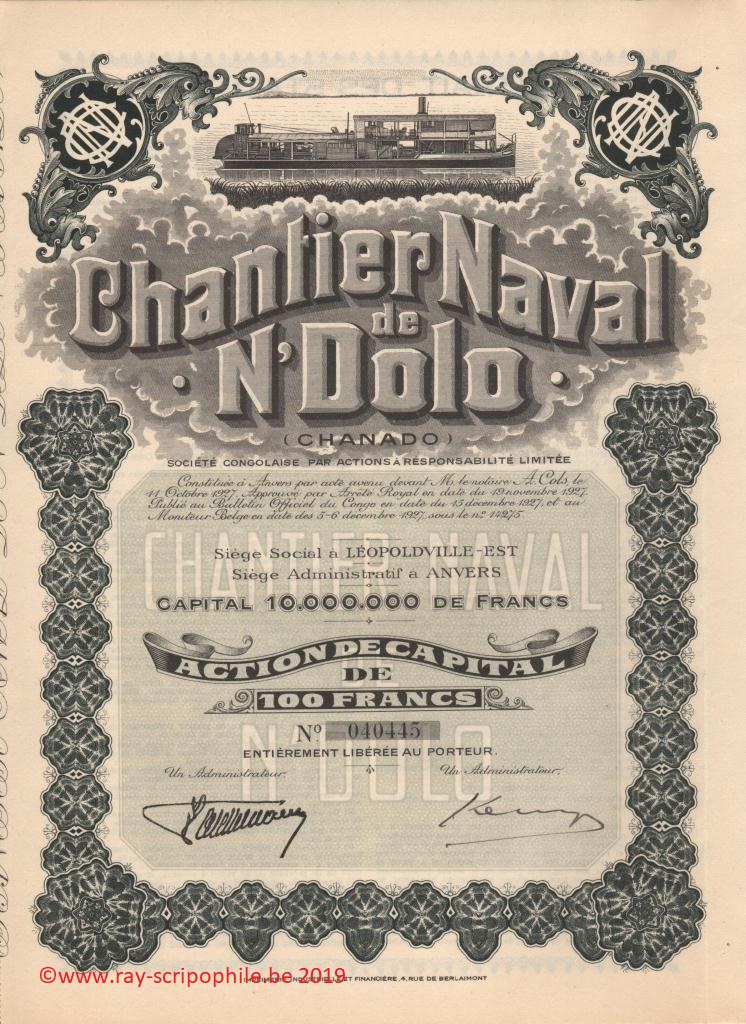 Chantier Naval
de
N'Dolo
(CHANADO)
SOCIÉTÉ CONGOLAISE PAR ACTIONS À RESPONSABILITÉ LIMITÉE
Constituée à Anvers par acte avenu devant M. le notaire A. Cols, le
11 Octobre 1927. Approuvé par Arrêté Royal en date du 19 novembre 1927.
Publié au Bulletin Officiel du Congo en date du 15 décembre 1927, et au
Moniteur Belge en date des 5-6 décembre 1927, sous le n° 14275.
CHANTIER NAVAL
Siège Social à LÉOPOLDVILLE-EST
Siège Administratif à ANVERS
CAPITAL 10.000.000 DE FRANCS
ACTION DE CAPITAL
DE
100 FRANCS
DE
N° 040445
ENTIÈREMENT LIBÉRÉE AU PORTEUR.
N'DOLO
Un Administrateur. Un Administrateur.
©www.ray-scripophile.be 2019
IMPRIMERIE INDUSTRIELLE ET FINANCIÈRE, 4, RUE DE BERLAIMONT